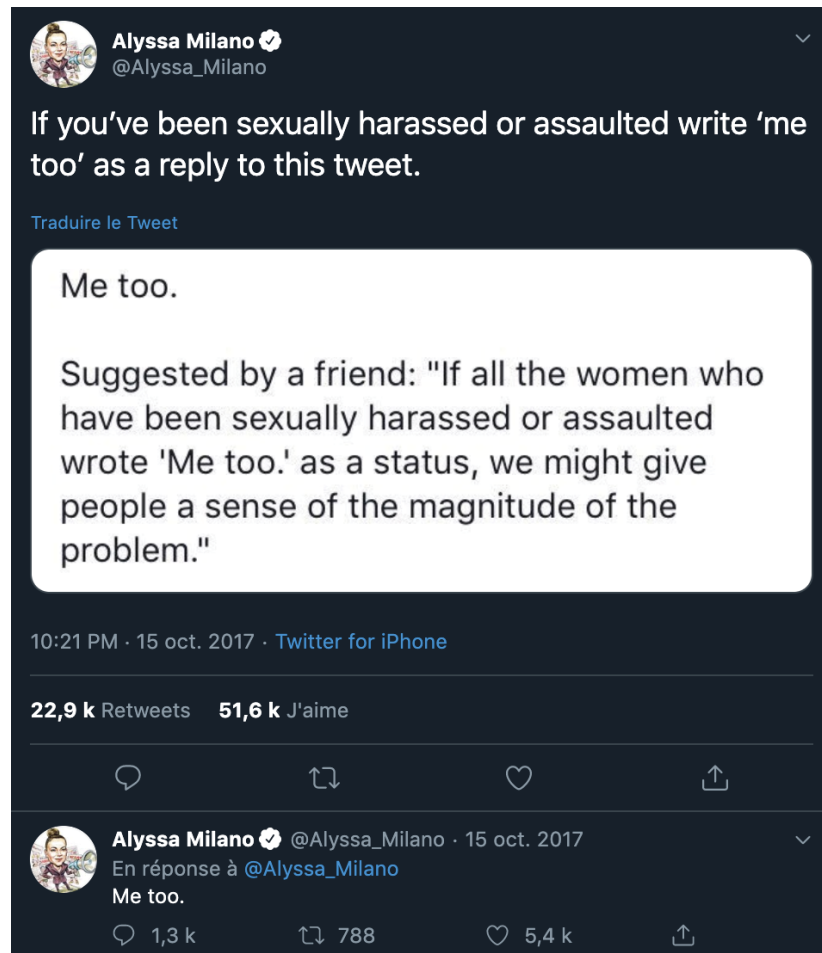 Alyssa Milano
@Alyssa_Milano
If you’ve been sexually harassed or assaulted write ‘me
too’ as a reply to this tweet.
Traduire le Tweet
Me too.
Suggested by a friend: "If all the women who
have been sexually harassed or assaulted
wrote 'Me too.' as a status, we might give
people a sense of the magnitude of the
problem."
10:21 PM · 15 oct. 2017 · Twitter for iPhone
22,9 k Retweets 51,6 k J'aime
Alyssa Milano @Alyssa_Milano · 15 oct. 2017
En réponse à @Alyssa_Milano
Me too.
1,3 k 788 5,4 k